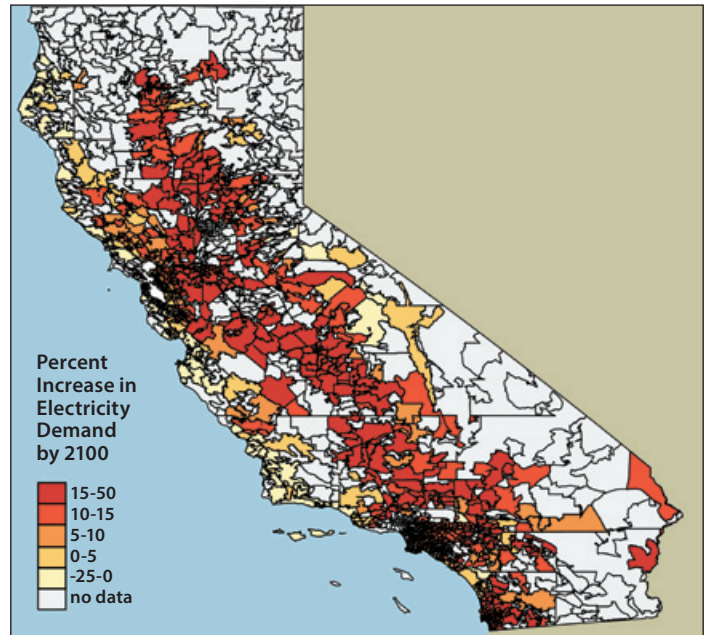 Percent
Increase in
Electricity
Demand
by 2100
15-50
10-15
5-10
0-5
-25-0
no data